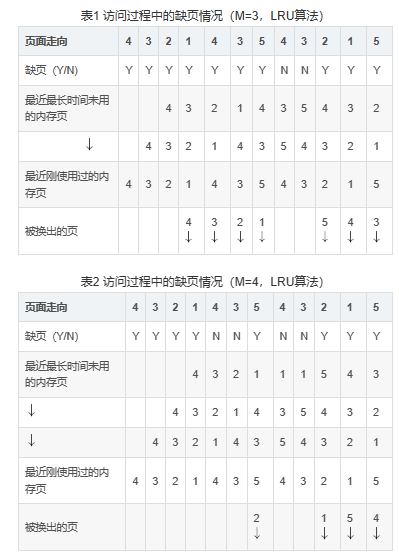 表1 访问过程中的缺页情况（M=3，LRU算法）
页面走向 4 3 2 1 4 3 5 4 3 2 1 5
缺页（Y/N） Y Y Y Y Y Y Y N N Y Y Y
最近最长时间未用 4 3 2 1 4 3 5 4 3 2
的内存页
↓ 4 3 2 1 4 3 5 4 3 2 1
最近刚使用过的内 4 3 2 1 4 3 5 4 3 2 1 5
存页
被换出的页 4 3 2 1 5 4 3
↓ ↓ ↓ ↓ ↓ ↓ ↓
表2 访问过程中的缺页情况（M=4，LRU算法）
页面走向 4 3 2 1 4 3 5 4 3 2 1 5
缺页（Y/N） Y Y Y Y N N Y N N Y Y Y
最近最长时间未用 4 3 2 1 1 1 5 4 3
的内存页
↓ 4 3 2 1 4 3 5 4 3 2
↓ 4 3 2 1 4 3 5 4 3 2 1
最近刚使用过的内 4 3 2 1 4 3 5 4 3 2 1 5
存页
被换出的页 2 1 5 4
↓ ↓ ↓ ↓